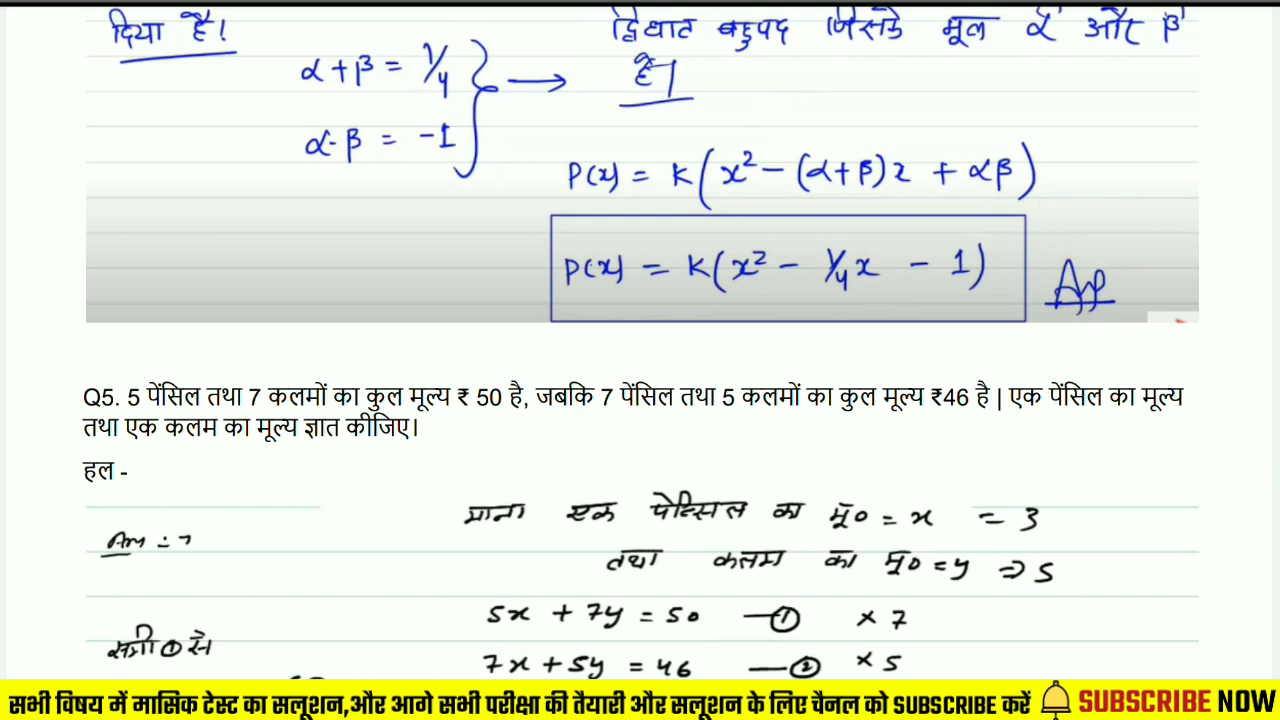 दिया है!
द्विघात बहुपद जिसके मूल α और β
है।
α + β = 1/4
α·β = -1
P(x) = K(x² - (α+β)x + αβ)
P(x) = K(x² - 1/4x - 1)
Ans
Q5. 5 पेंसिल तथा 7 कलमों का कुल मूल्य ₹ 50 है, जबकि 7 पेंसिल तथा 5 कलमों का कुल मूल्य ₹46 है | एक पेंसिल का मूल्य
तथा एक कलम का मूल्य ज्ञात कीजिए।
हल -
माना एक पेन्सिल का मू० = x = 3
Ans :-7
तथा कलम का मू० = y => 5
5x + 7y = 50 —① × 7
समी ① से
7x + 5y = 46 —② × 5
सभी विषय में मासिक टेस्ट का सलूशन,और आगे सभी परीक्षा की तैयारी और सलूशन के लिए चैनल को SUBSCRIBE करें SUBSCRIBE NOW